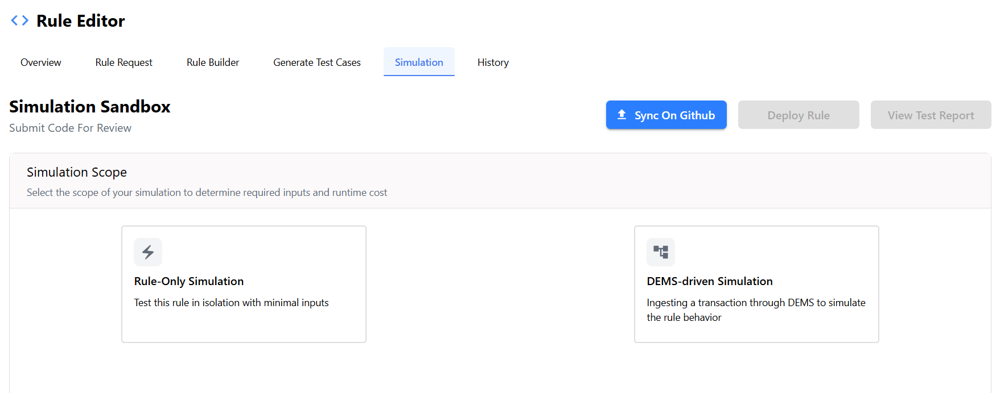 Rule Editor
Overview
Rule Request
Rule Builder
Generate Test Cases
Simulation
History
Simulation Sandbox
Submit Code For Review
Sync On Github
Deploy Rule
View Test Report
Simulation Scope
Select the scope of your simulation to determine required inputs and runtime cost
Rule-Only Simulation
Test this rule in isolation with minimal inputs
DEMS-driven Simulation
Ingesting a transaction through DEMS to simulate
the rule behavior